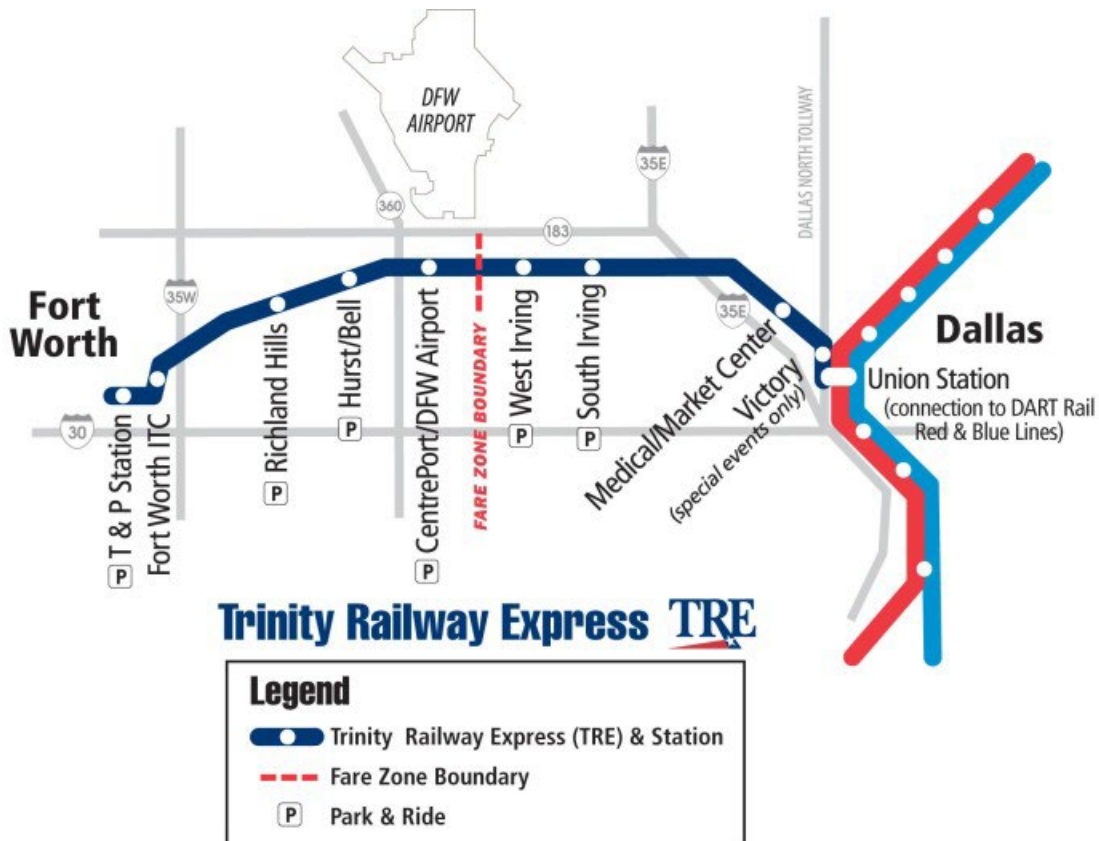 DFW
AIRPORT
DALLAS NORTH TOLLWAY
35E
360
183
35W
35E
Fort
Worth
Dallas
Union Station
(connection to DART Rail
Red & Blue Lines)
30
P T & P Station
Fort Worth ITC
P Richland Hills
P Hurst/Bell
P CentrePort/DFW Airport
FARE ZONE BOUNDARY
P West Irving
P South Irving
Medical/Market Center
Victory
(special events only)
Trinity Railway Express TRE
Legend
Trinity Railway Express (TRE) & Station
Fare Zone Boundary
P Park & Ride